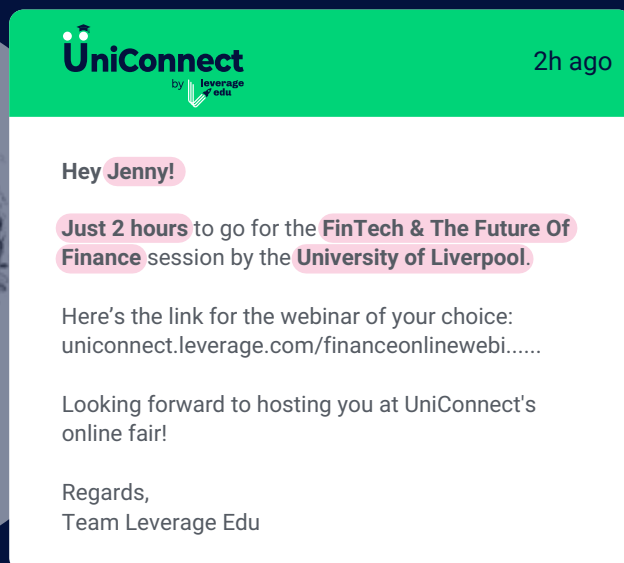 ÜniConnect
by leverage
edu
2h ago
Hey Jenny!
Just 2 hours to go for the FinTech & The Future Of
Finance session by the University of Liverpool.
Here’s the link for the webinar of your choice:
uniconnect.leverage.com/financeonlinewebi......
Looking forward to hosting you at UniConnect's
online fair!
Regards,
Team Leverage Edu